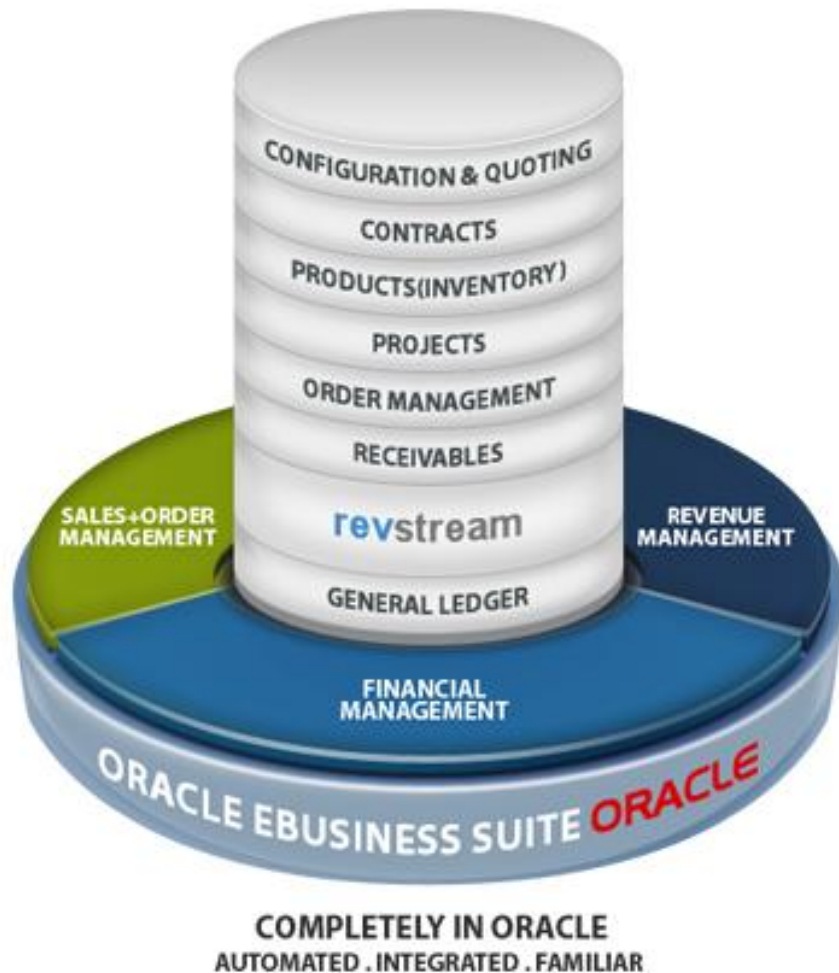 CONFIGURATION & QUOTING
CONTRACTS
PRODUCTS(INVENTORY)
PROJECTS
ORDER MANAGEMENT
RECEIVABLES
revstream
GENERAL LEDGER
SALES+ORDER
MANAGEMENT
REVENUE
MANAGEMENT
FINANCIAL
MANAGEMENT
ORACLE EBUSINESS SUITE ORACLE
COMPLETELY IN ORACLE
AUTOMATED . INTEGRATED . FAMILIAR